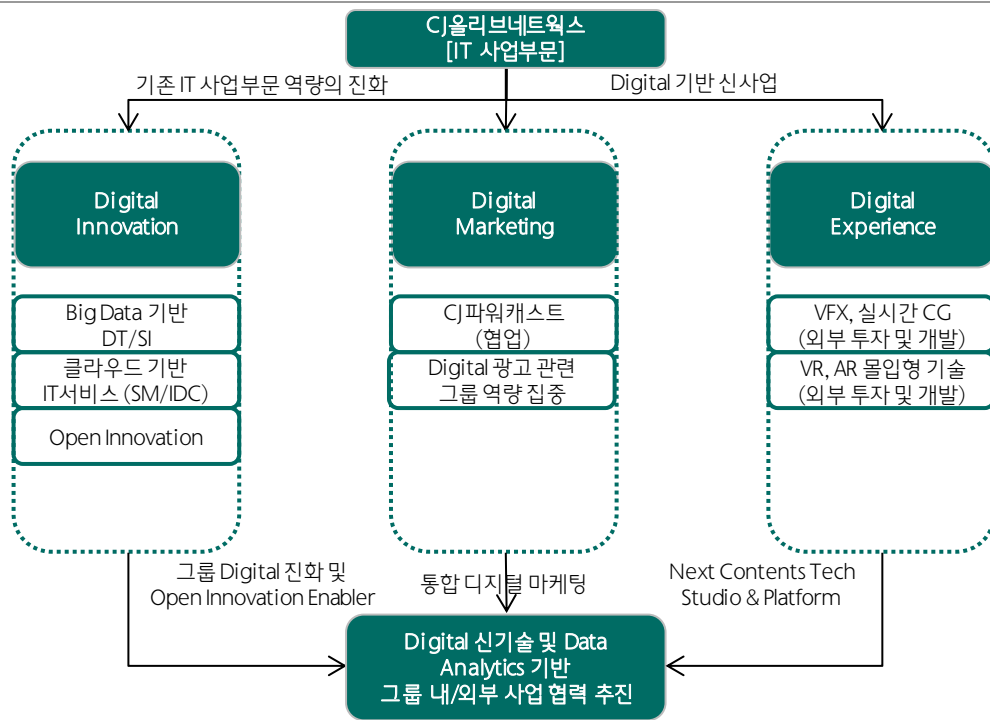 CJ올리브네트웍스
[IT 사업부문]
기존 IT 사업부문 역량의 진화
Digital 기반 신사업
Digital
Innovation
Big Data 기반
DT/SI
클라우드 기반
IT서비스 (SM/IDC)
Open Innovation
Digital
Marketing
CJ파워캐스트
(협업)
Digital 광고 관련
그룹 역량 집중
Digital
Experience
VFX, 실시간 CG
(외부 투자 및 개발)
VR, AR 몰입형 기술
(외부 투자 및 개발)
그룹 Digital 진화 및
Open Innovation Enabler
통합 디지털 마케팅
Next Contents Tech
Studio & Platform
Digital 신기술 및 Data
Analytics 기반
그룹 내/외부 사업 협력 추진